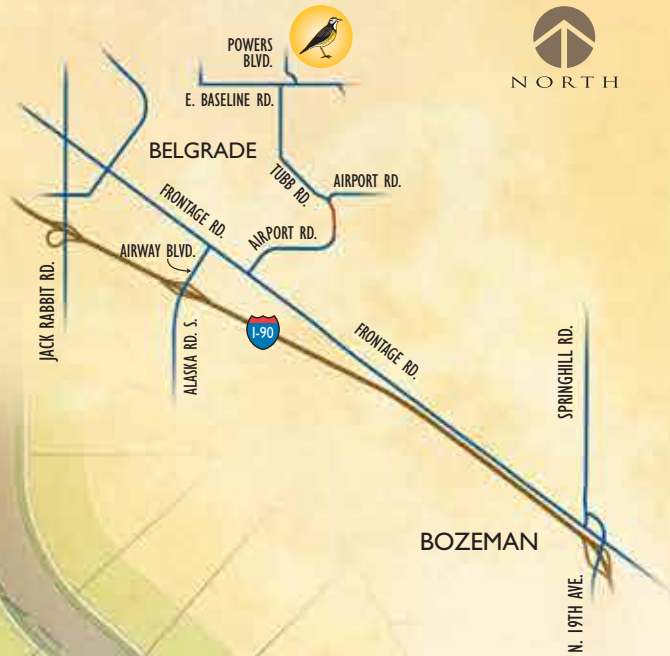 POWERS
BLVD.
NORTH
E. BASELINE RD.
BELGRADE
TUBB RD.
AIRPORT RD.
FRONTAGE RD.
AIRPORT RD.
AIRWAY BLVD.
JACK RABBIT RD.
ALASKA RD. S.
I-90
FRONTAGE RD.
SPRINGHILL RD.
BOZEMAN
N. 19TH AVE.